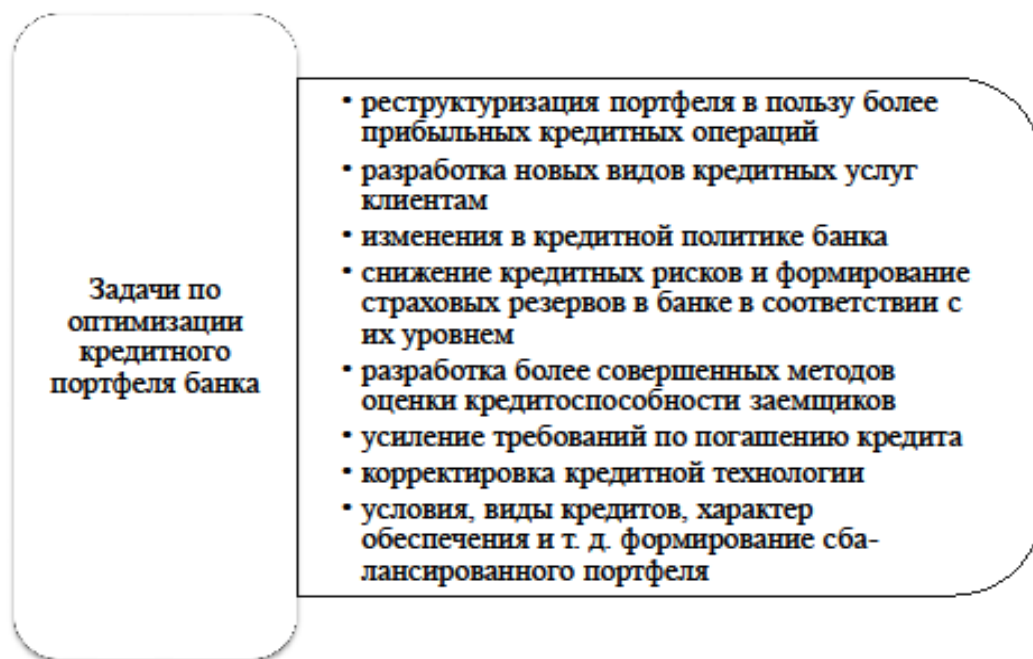 Задачи по
оптимизации
кредитного
портфеля банка
• реструктуризация портфеля в пользу более
прибыльных кредитных операций
• разработка новых видов кредитных услуг
клиентам
• изменения в кредитной политике банка
• снижение кредитных рисков и формирование
страховых резервов в банке в соответствии с
их уровнем
• разработка более совершенных методов
оценки кредитоспособности заемщиков
• усиление требований по погашению кредита
• корректировка кредитной технологии
• условия, виды кредитов, характер
обеспечения и т. д. формирование сба-
лансированного портфеля